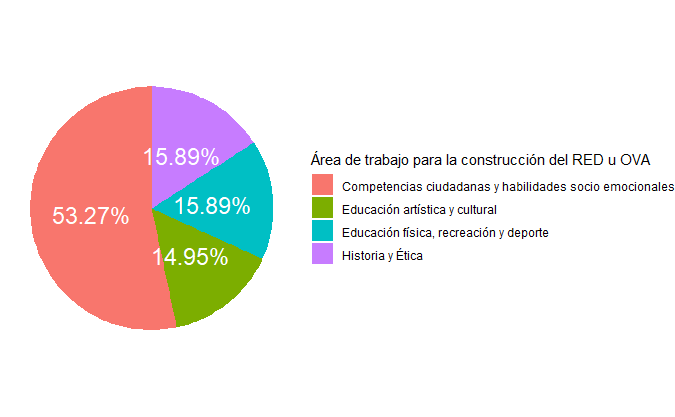 15.89%
53.27%
15.89%
14.95%
Área de trabajo para la construcción del RED u OVA
Competencias ciudadanas y habilidades socio emocionales
Educación artística y cultural
Educación física, recreación y deporte
Historia y Ética